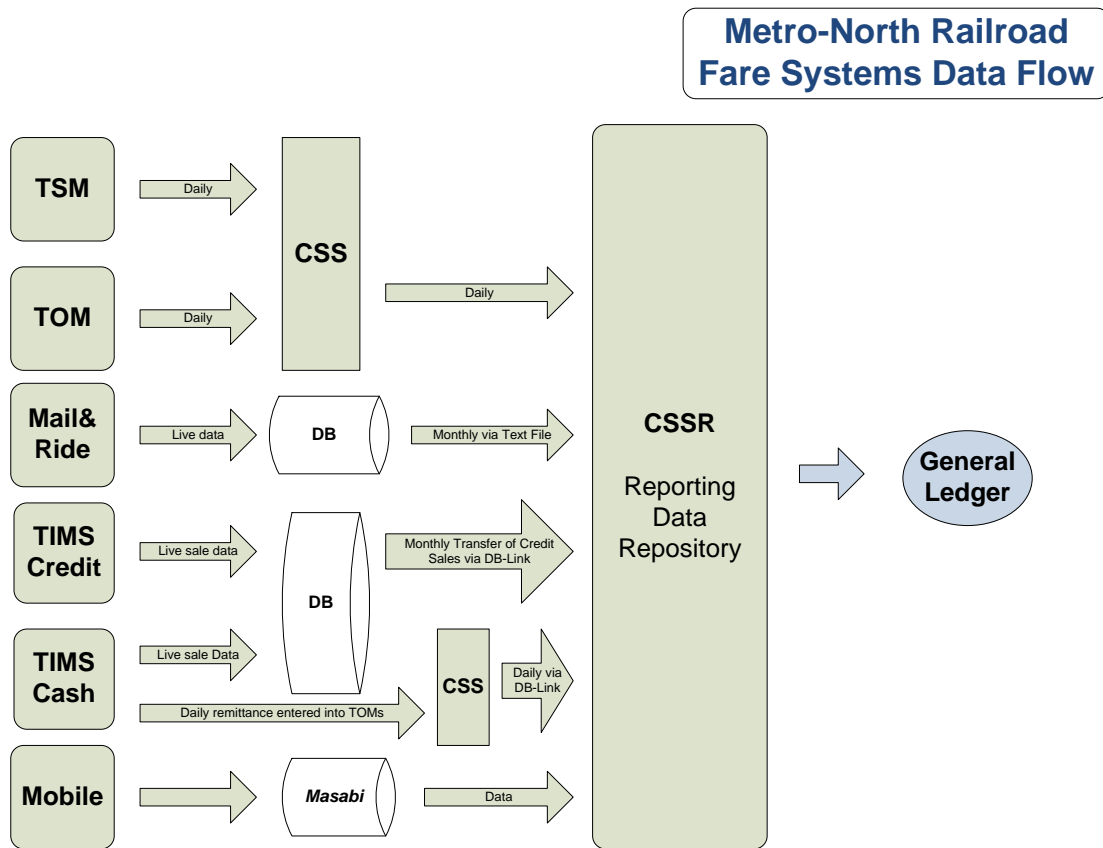 Metro-North Railroad
Fare Systems Data Flow
TSM
Daily
CSS
TOM
Daily
Daily
Mail&
Ride
Live data
DB
Monthly via Text File
CSSR
Reporting
Data
Repository
General
Ledger
TIMS
Credit
Live sale data
DB
Monthly Transfer of Credit
Sales via DB-Link
TIMS
Cash
Live sale Data
Daily remittance entered into TOMs
CSS
Daily via
DB-Link
Mobile
Masabi
Data